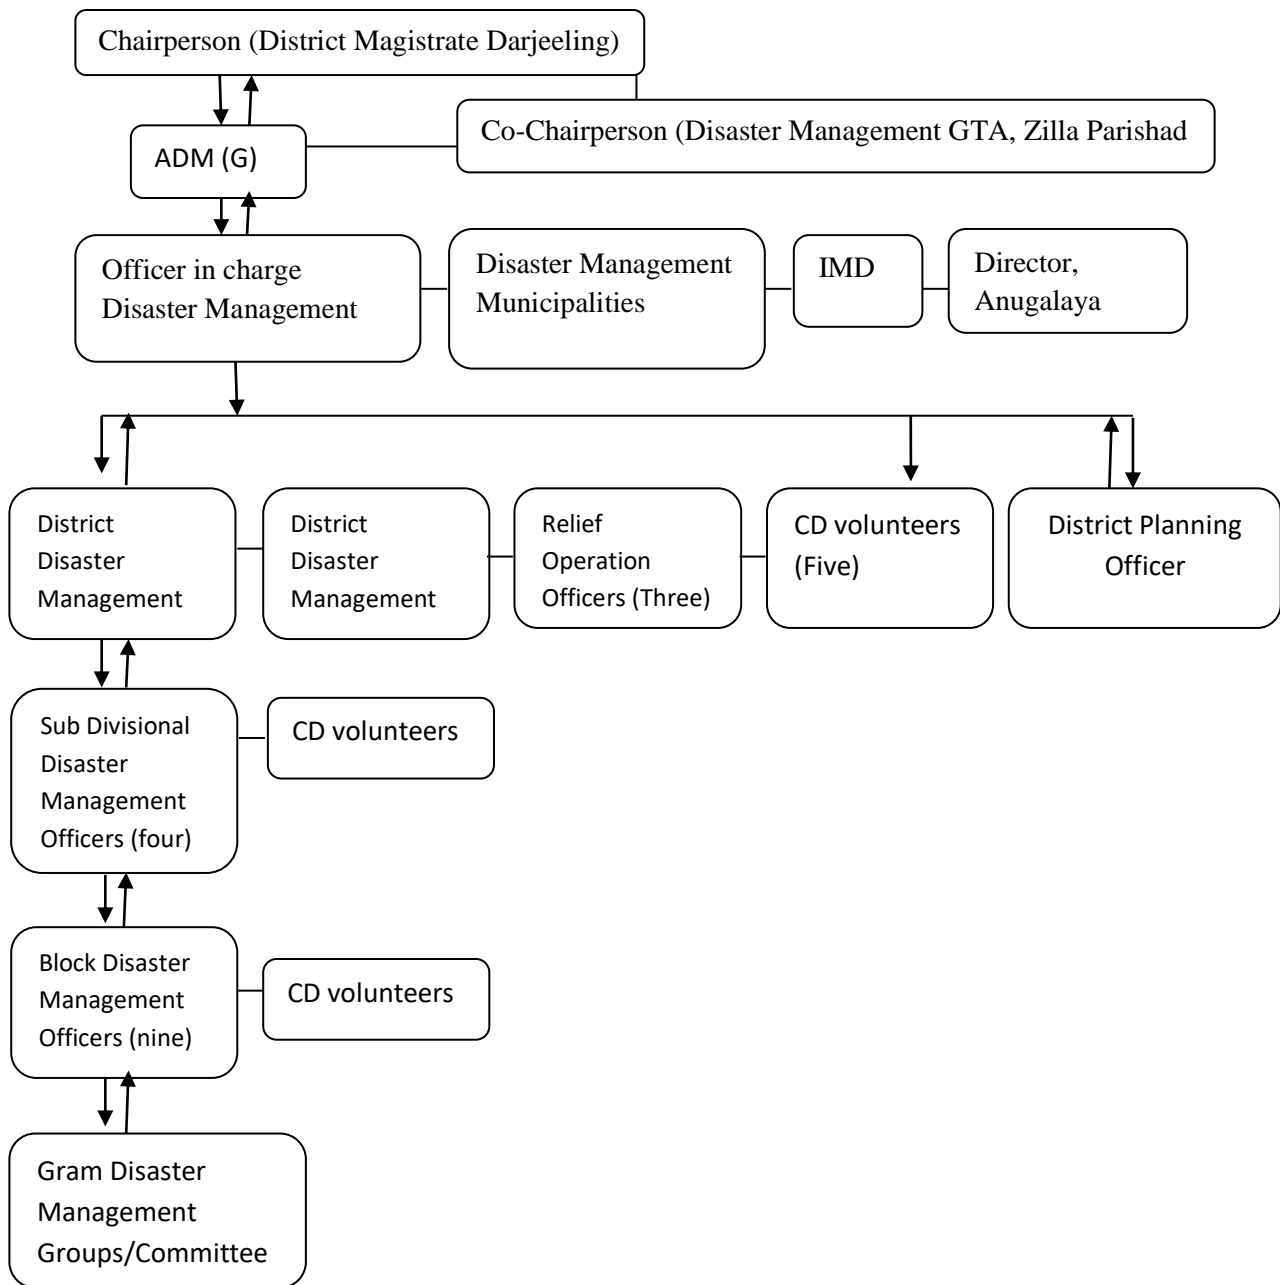 Chairperson (District Magistrate Darjeeling)
Co-Chairperson (Disaster Management GTA, Zilla Parishad
ADM (G)
Officer in charge
Disaster Management
Disaster Management
Municipalities
IMD
Director,
Anugalaya
District
Disaster
Management
District
Disaster
Management
Relief
Operation
Officers (Three)
CD volunteers
(Five)
District Planning
Officer
Sub Divisional
Disaster
Management
Officers (four)
CD volunteers
Block Disaster
Management
Officers (nine)
CD volunteers
Gram Disaster
Management
Groups/Committee